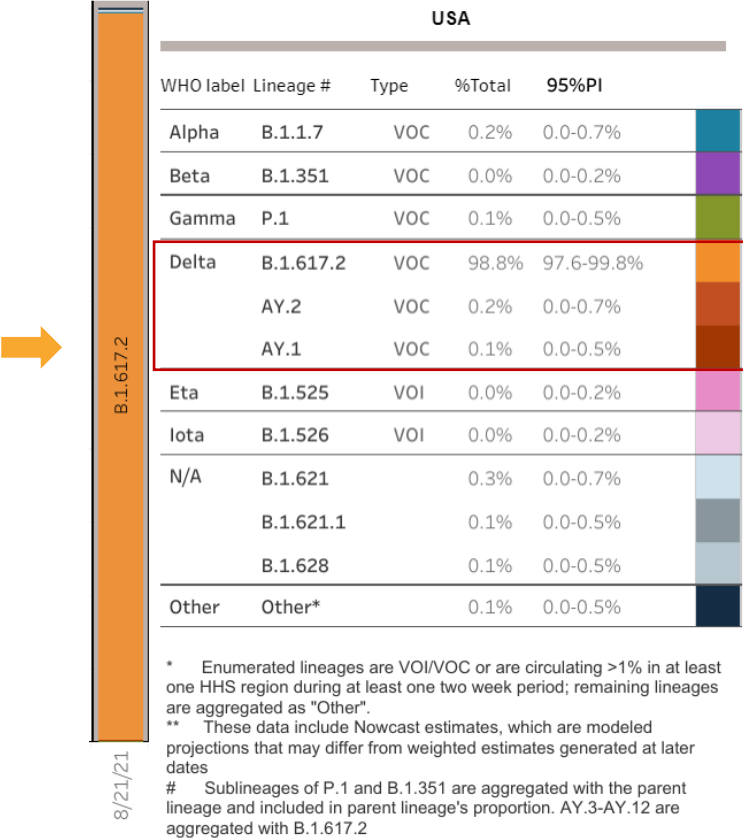 USA
WHO label Lineage # Type %Total 95%PI
Alpha B.1.1.7 VOC 0.2% 0.0-0.7%
Beta B.1.351 VOC 0.0% 0.0-0.2%
Gamma P.1 VOC 0.1% 0.0-0.5%
Delta B.1.617.2 VOC 98.8% 97.6-99.8%
AY.2 VOC 0.2% 0.0-0.7%
AY.1 VOC 0.1% 0.0-0.5%
Eta B.1.525 VOI 0.0% 0.0-0.2%
Iota B.1.526 VOI 0.0% 0.0-0.2%
N/A B.1.621 0.3% 0.0-0.7%
B.1.621.1 0.1% 0.0-0.5%
B.1.628 0.1% 0.0-0.5%
Other Other* 0.1% 0.0-0.5%
B.1.617.2
8/21/21
* Enumerated lineages are VOI/VOC or are circulating >1% in at least
one HHS region during at least one two week period; remaining lineages
are aggregated as "Other".
** These data include Nowcast estimates, which are modeled
projections that may differ from weighted estimates generated at later
dates
# Sublineages of P.1 and B.1.351 are aggregated with the parent
lineage and included in parent lineage's proportion. AY.3-AY.12 are
aggregated with B.1.617.2